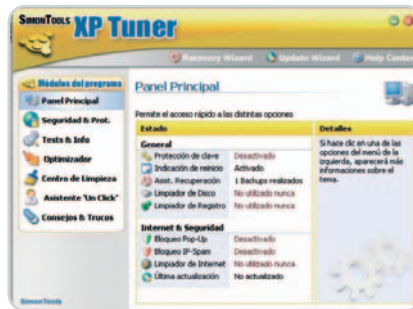 SIMONTOOLS XP Tuner
Recovery Wizard Update Wizard Help Center
Módulos del programa
Panel Principal
Seguridad & Prot.
Tests & Info
Optimizador
Centro de Limpieza
Asistente 'Un Click'
Consejos & Trucos
SimonTools
Panel Principal
Permite el acceso rápido a las distintas opciones
Estado
General
Protección de clave Desactivado
Indicación de reinicio Activado
Asist. Recuperación 1 Backups realizados
Limpiador de Disco No utilizado nunca
Limpiador de Registro No utilizado nunca
Internet & Seguridad
Bloqueo Pop-Up Desactivado
Bloqueo IP-Spam Desactivado
Limpiador de Internet No utilizado nunca
Última actualización No actualizado
Detalles
Si hace clic en una de las
opciones del menú de la
izquierda, aparecerá más
informaciones sobre el
tema.